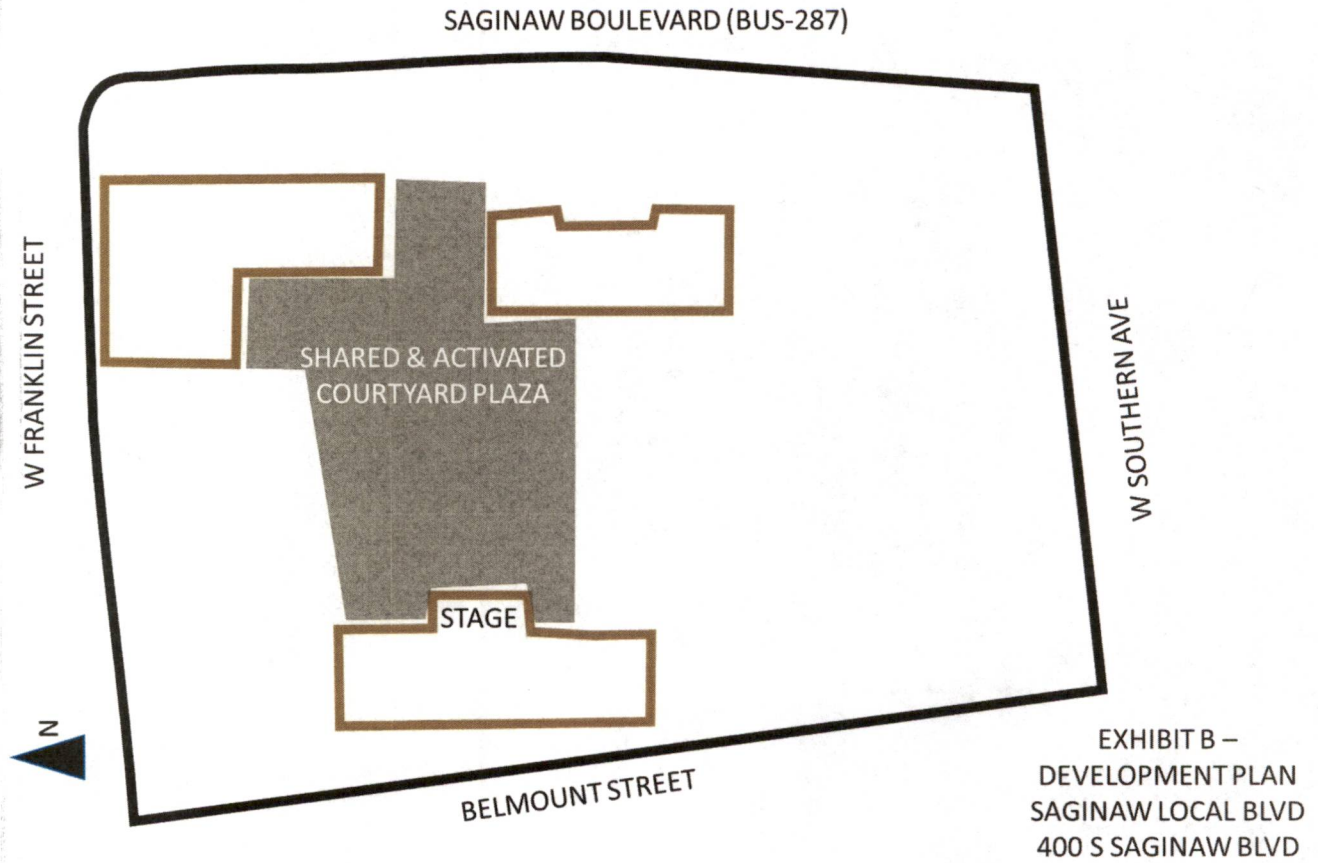 SAGINAW BOULEVARD (BUS-287)
W FRANKLIN STREET
SHARED & ACTIVATED
COURTYARD PLAZA
W SOUTHERN AVE
STAGE
N
BELMOUNT STREET
EXHIBIT B –
DEVELOPMENT PLAN
SAGINAW LOCAL BLVD
400 S SAGINAW BLVD